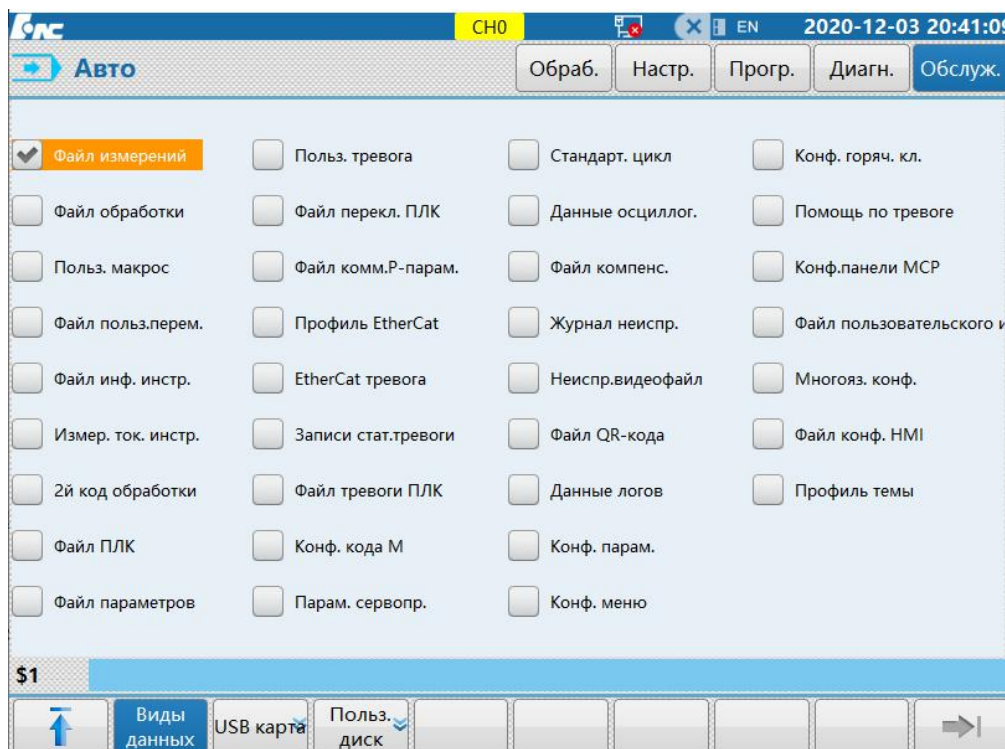 HNC CH0 EN 2020-12-03 20:41:09
Авто Обраб. Настр. Прогр. Диагн. Обслуж.
Файл измерений Польз. тревога Стандарт. цикл Конф. горяч. кл.
Файл обработки Файл перекл. ПЛК Данные осциллог. Помощь по тревоге
Польз. макрос Файл комм.Р-парам. Файл компенс. Конф.панели МСР
Файл польз.перем. Профиль EtherCat Журнал неиспр. Файл пользовательского и
Файл инф. инстр. EtherCat тревога Неиспр.видеофайл Многояз. конф.
Измер. ток. инстр. Записи стат.тревоги Файл QR-кода Файл конф. HMI
2й код обработки Файл тревоги ПЛК Данные логов Профиль темы
Файл ПЛК Конф. кода М Конф. парам.
Файл параметров Парам. сервопр. Конф. меню
$1
Виды данных USB карта Польз. диск